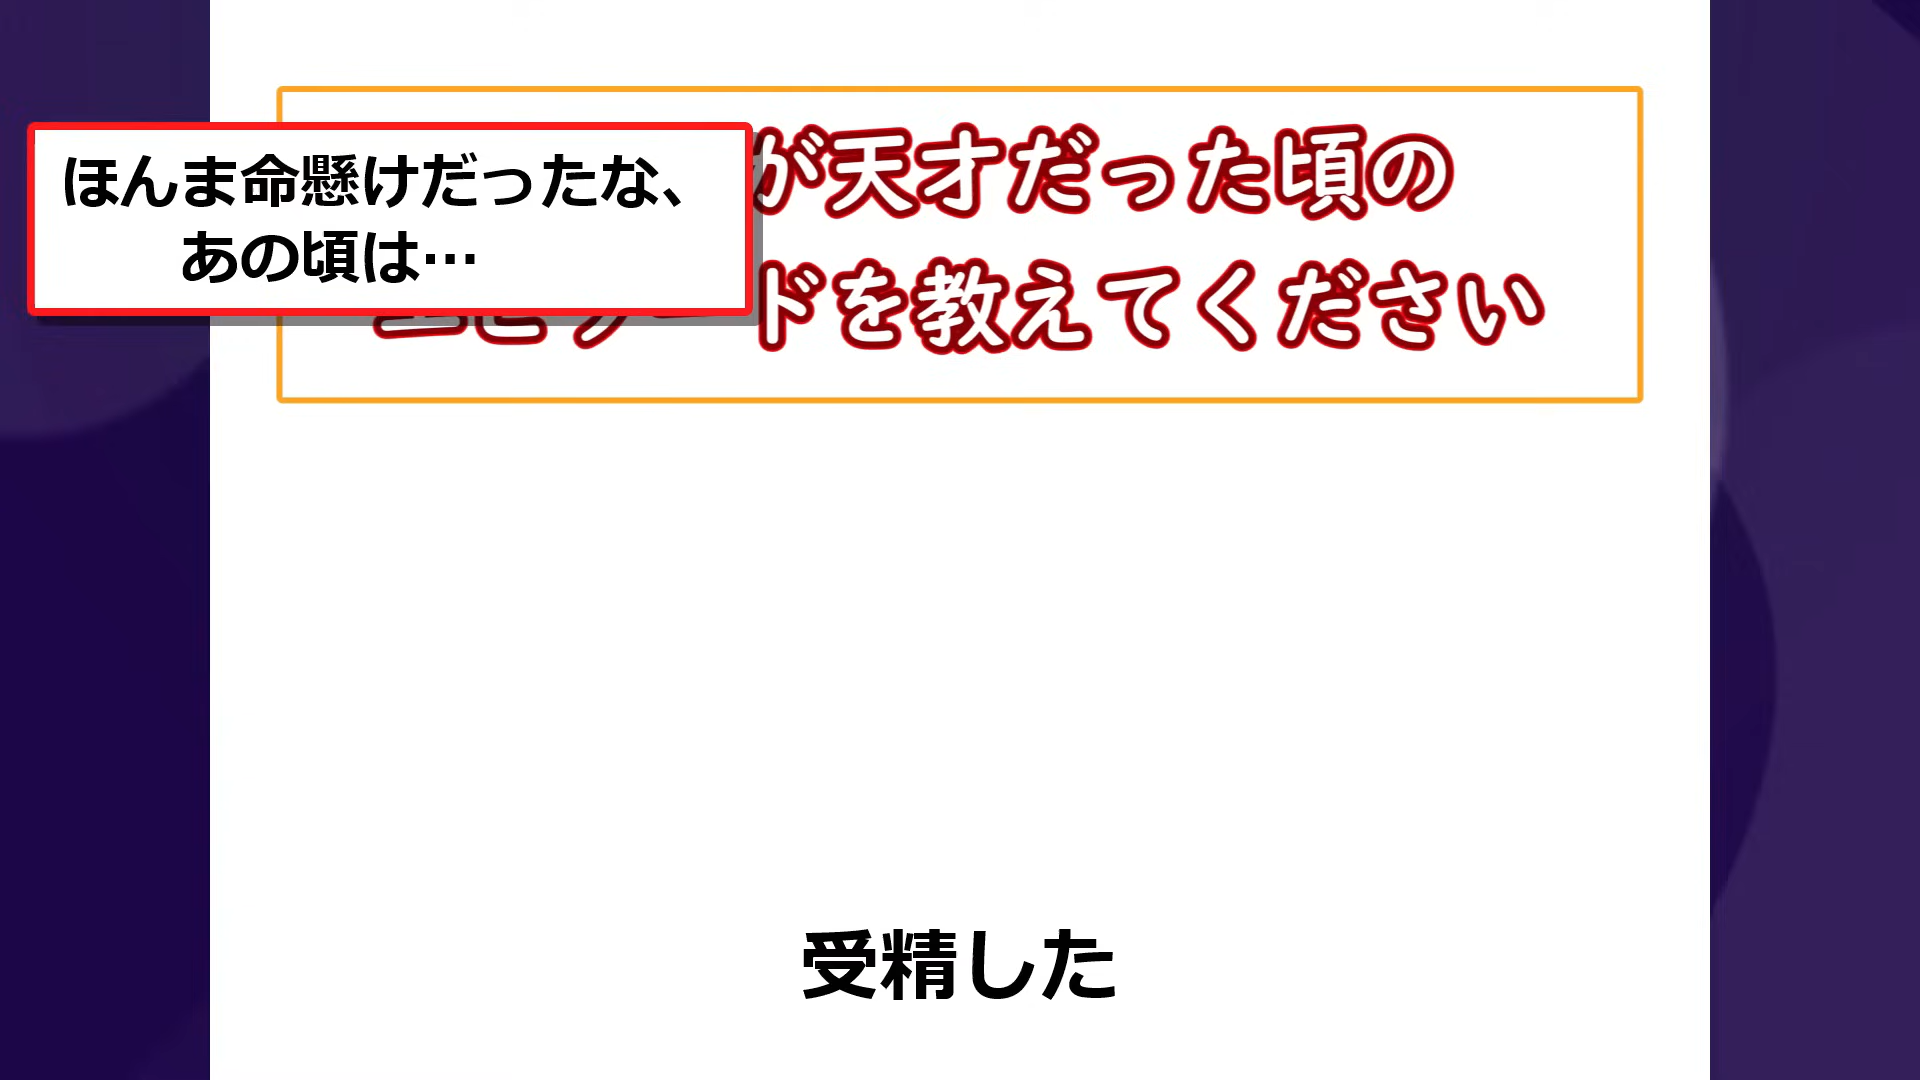 ほんま命懸けだったな、
あの頃は…
が天才だった頃の
ドを教えてください
受精した